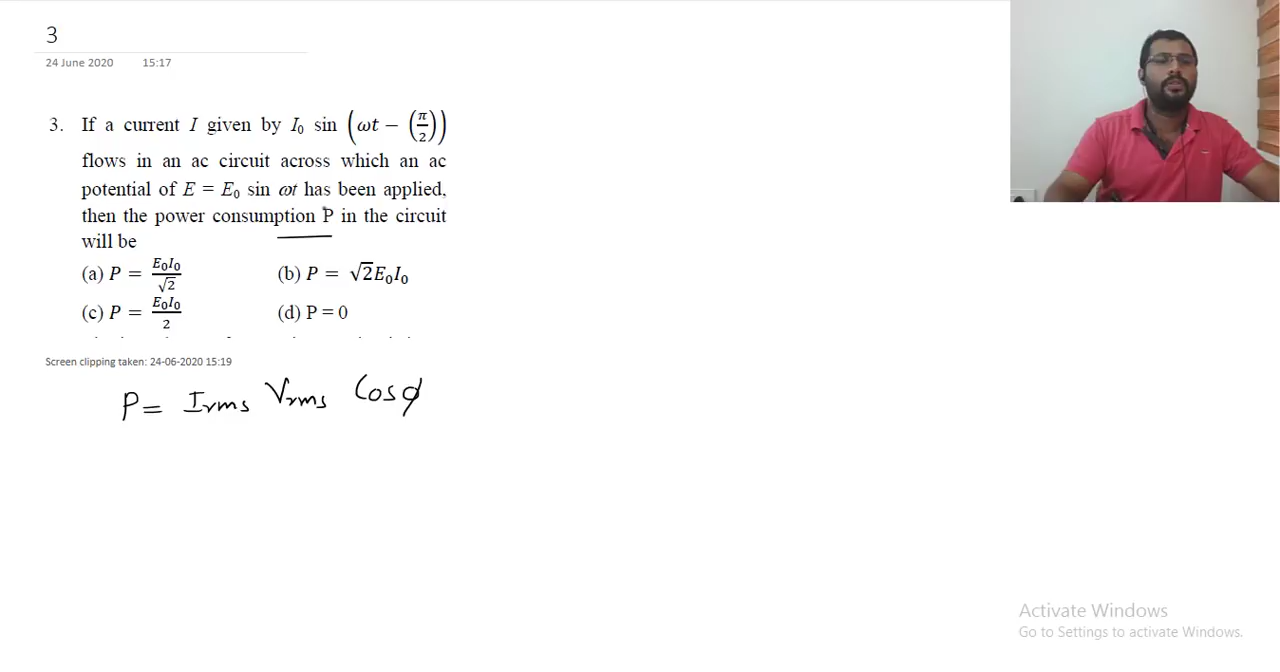 3
24 June 2020 15:17
3. If a current I given by I₀ sin (ωt − (π/2))
flows in an ac circuit across which an ac
potential of E = E₀ sin ωt has been applied,
then the power consumption P in the circuit
will be
(a) P = E₀I₀/√2 (b) P = √2E₀I₀
(c) P = E₀I₀/2 (d) P = 0
Screen clipping taken: 24-06-2020 15:19
P = Irms Vrms Cosφ
Activate Windows
Go to Settings to activate Windows.